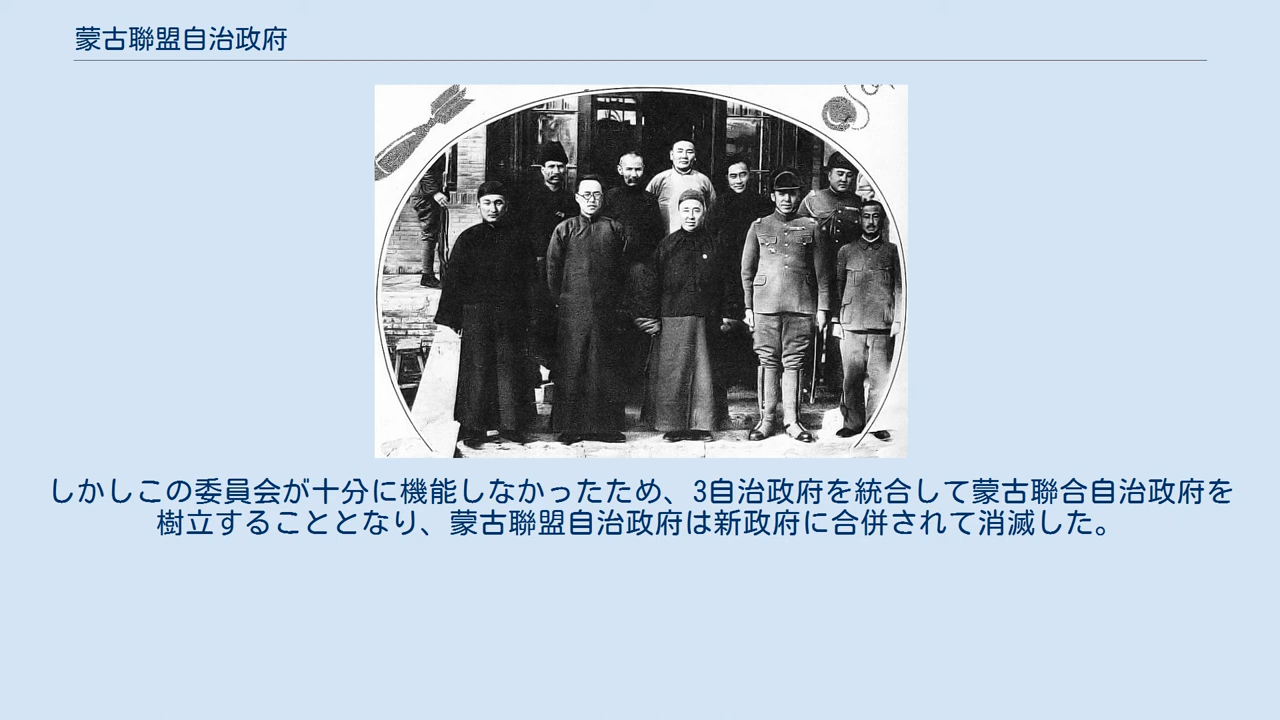 蒙古聯盟自治政府
しかしこの委員会が十分に機能しなかったため、3自治政府を統合して蒙古聯合自治政府を
樹立することとなり、蒙古聯盟自治政府は新政府に合併されて消滅した。